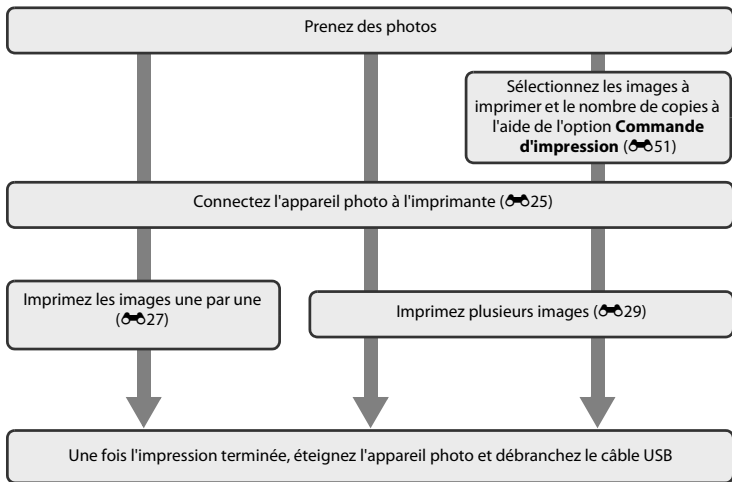 Prenez des photos
Sélectionnez les images à
imprimer et le nombre de copies à
l'aide de l'option Commande
d'impression (51)
Connectez l'appareil photo à l'imprimante (25)
Imprimez les images une par une
(27)
Imprimez plusieurs images (29)
Une fois l'impression terminée, éteignez l'appareil photo et débranchez le câble USB